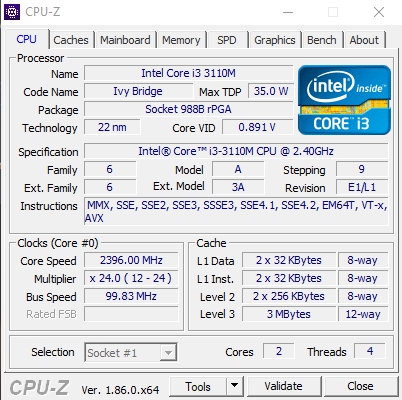 CPU-Z
CPU Caches Mainboard Memory SPD Graphics Bench About
Processor
Name Intel Core i3 3110M
Code Name Ivy Bridge Max TDP 35.0 W
Package Socket 988B rPGA
Technology 22 nm Core VID 0.891 V
intel inside™
CORE i3
Specification Intel® Core™ i3-3110M CPU @ 2.40GHz
Family 6 Model A Stepping 9
Ext. Family 6 Ext. Model 3A Revision E1/L1
Instructions MMX, SSE, SSE2, SSE3, SSSE3, SSE4.1, SSE4.2, EM64T, VT-x,
AVX
Clocks (Core #0)
Core Speed 2396.00 MHz
Multiplier x 24.0 ( 12 - 24 )
Bus Speed 99.83 MHz
Rated FSB
Cache
L1 Data 2 x 32 KBytes 8-way
L1 Inst. 2 x 32 KBytes 8-way
Level 2 2 x 256 KBytes 8-way
Level 3 3 MBytes 12-way
Selection Socket #1 Cores 2 Threads 4
CPU-Z Ver. 1.86.0.x64 Tools Validate Close